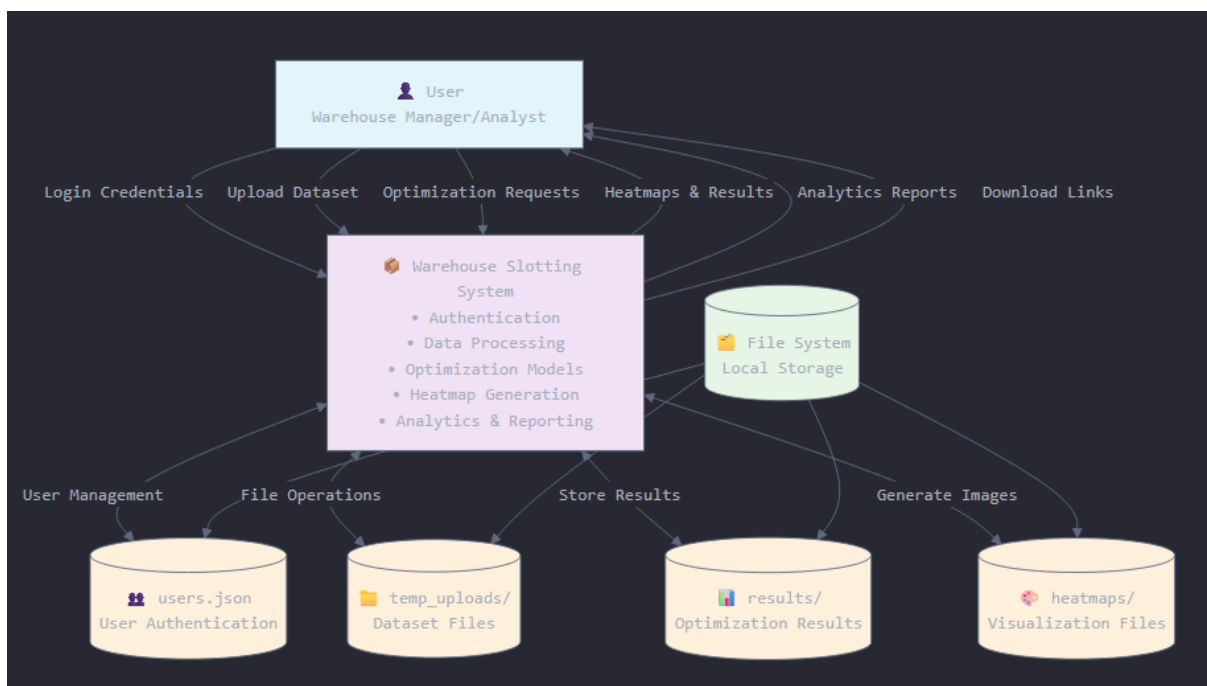 User
Warehouse Manager/Analyst
Login Credentials
Upload Dataset
Optimization Requests
Heatmaps & Results
Analytics Reports
Download Links
Warehouse Slotting
System
• Authentication
• Data Processing
• Optimization Models
• Heatmap Generation
• Analytics & Reporting
File System
Local Storage
User Management
File Operations
Store Results
Generate Images
users.json
User Authentication
temp_uploads/
Dataset Files
results/
Optimization Results
heatmaps/
Visualization Files